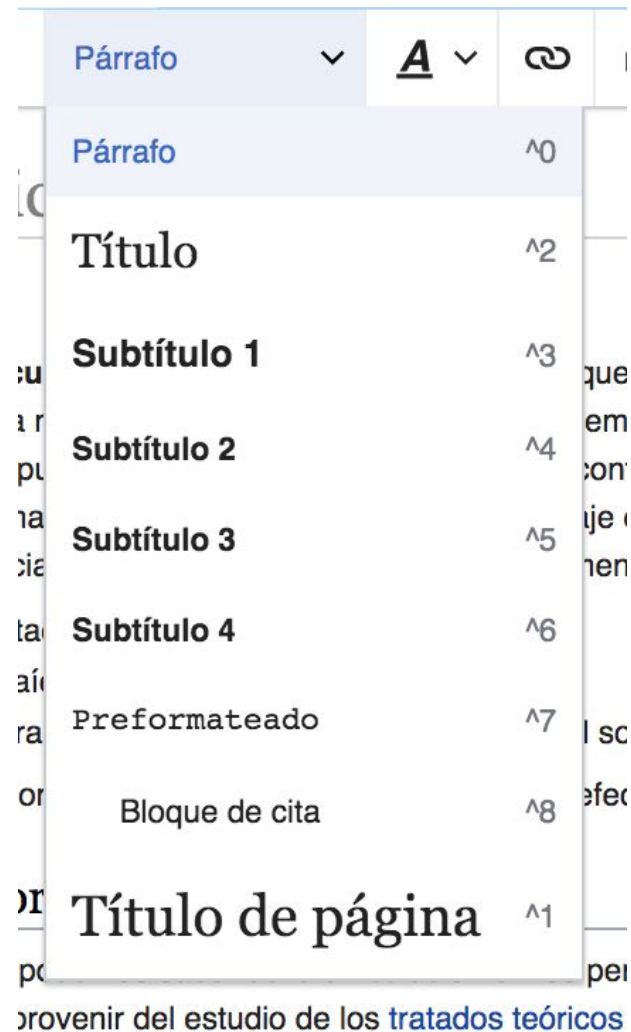 Párrafo A
Párrafo ^0
Título ^2
Subtítulo 1 ^3
Subtítulo 2 ^4
Subtítulo 3 ^5
Subtítulo 4 ^6
Preformateado ^7
Bloque de cita ^8
Título de página ^1
provenir del estudio de los tratados teóricos